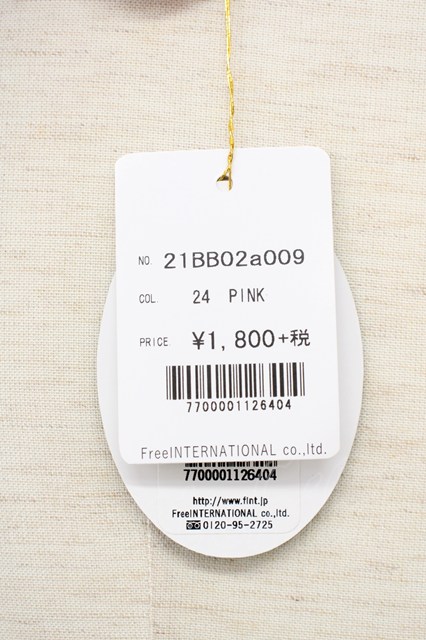 NO. 21BB02a009
COL. 24 PINK
PRICE. ¥1,800+税
7700001126404
FreeINTERNATIONAL co.,ltd.
7700001126404
http://www.fint.jp
FreeINTERNATIONAL co.,ltd.
0120-95-2725